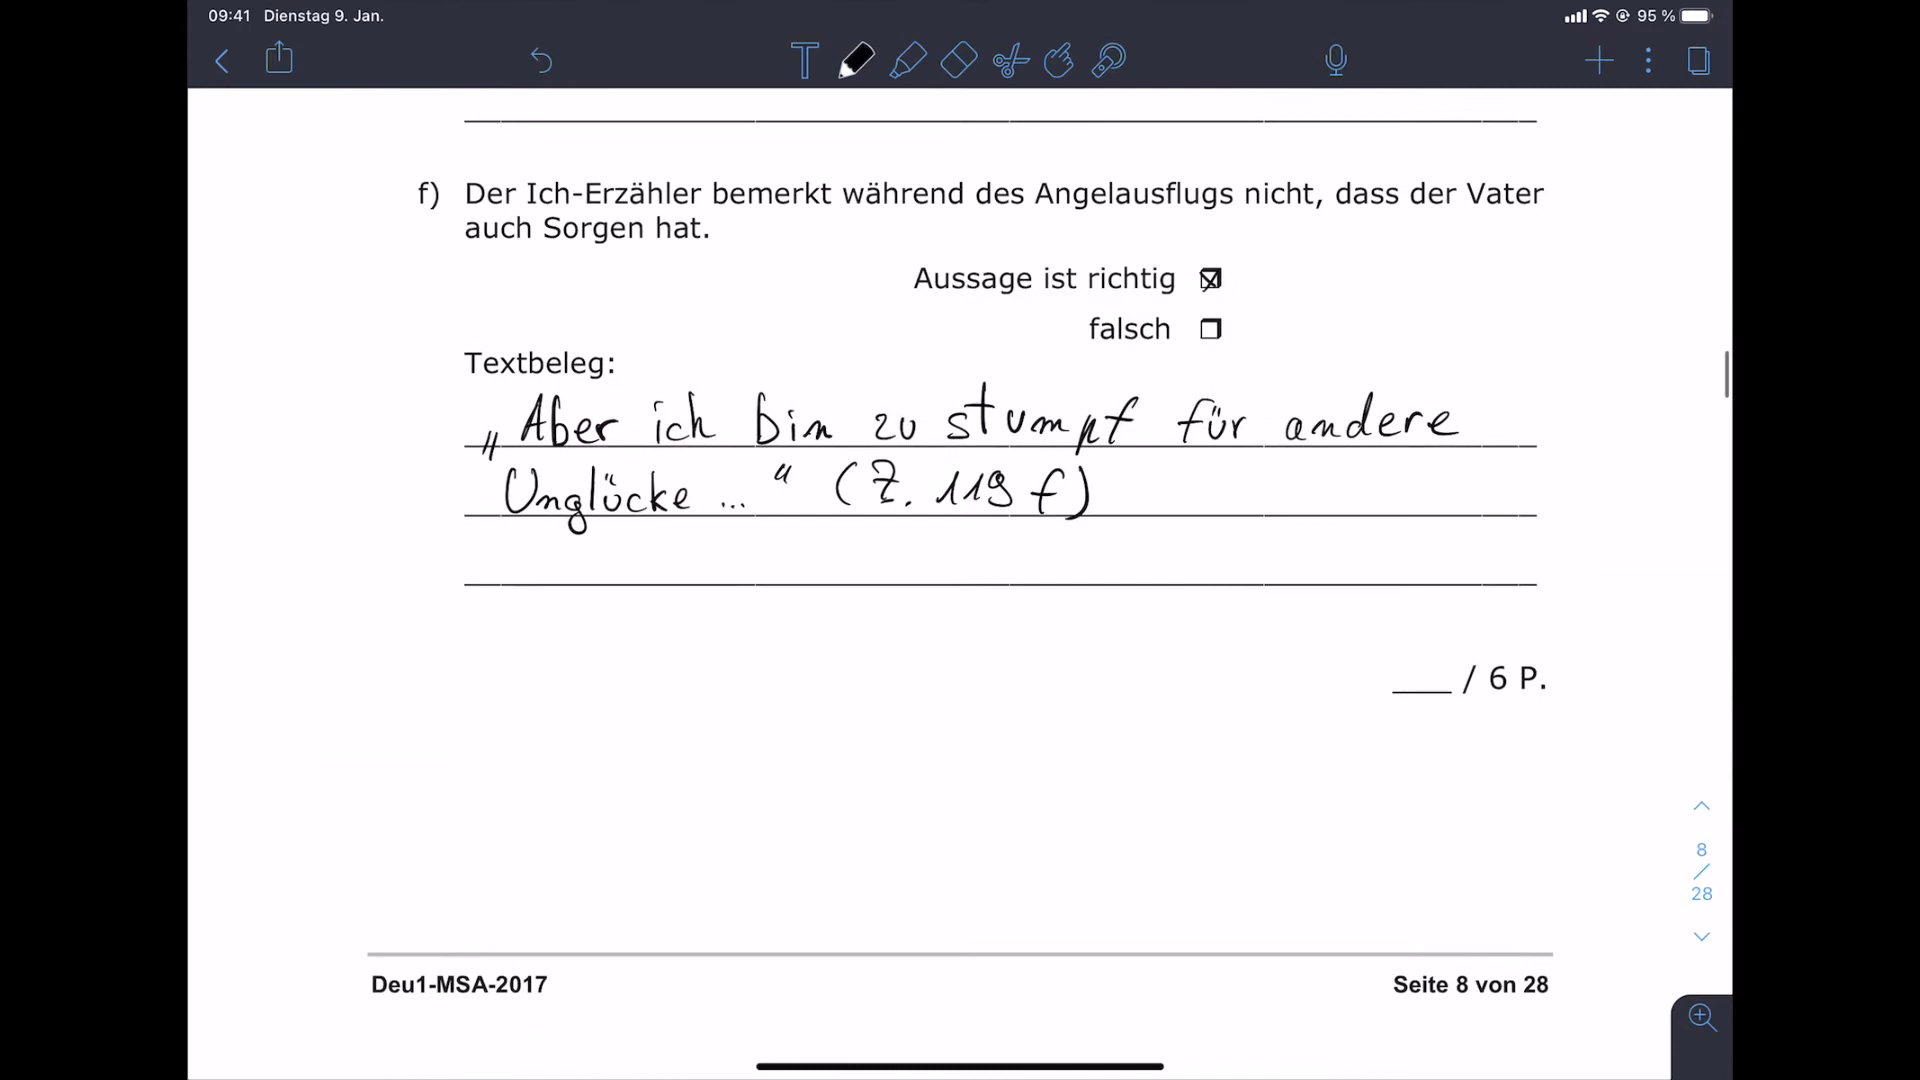 09:41 Dienstag 9. Jan.
95 %
f) Der Ich-Erzähler bemerkt während des Angelausflugs nicht, dass der Vater
auch Sorgen hat.
Aussage ist richtig
falsch
Textbeleg:
„Aber ich bin zu stumpf für andere
Unglücke ..." (Z. 119 f)
___ / 6 P.
8
/
28
Deu1-MSA-2017
Seite 8 von 28